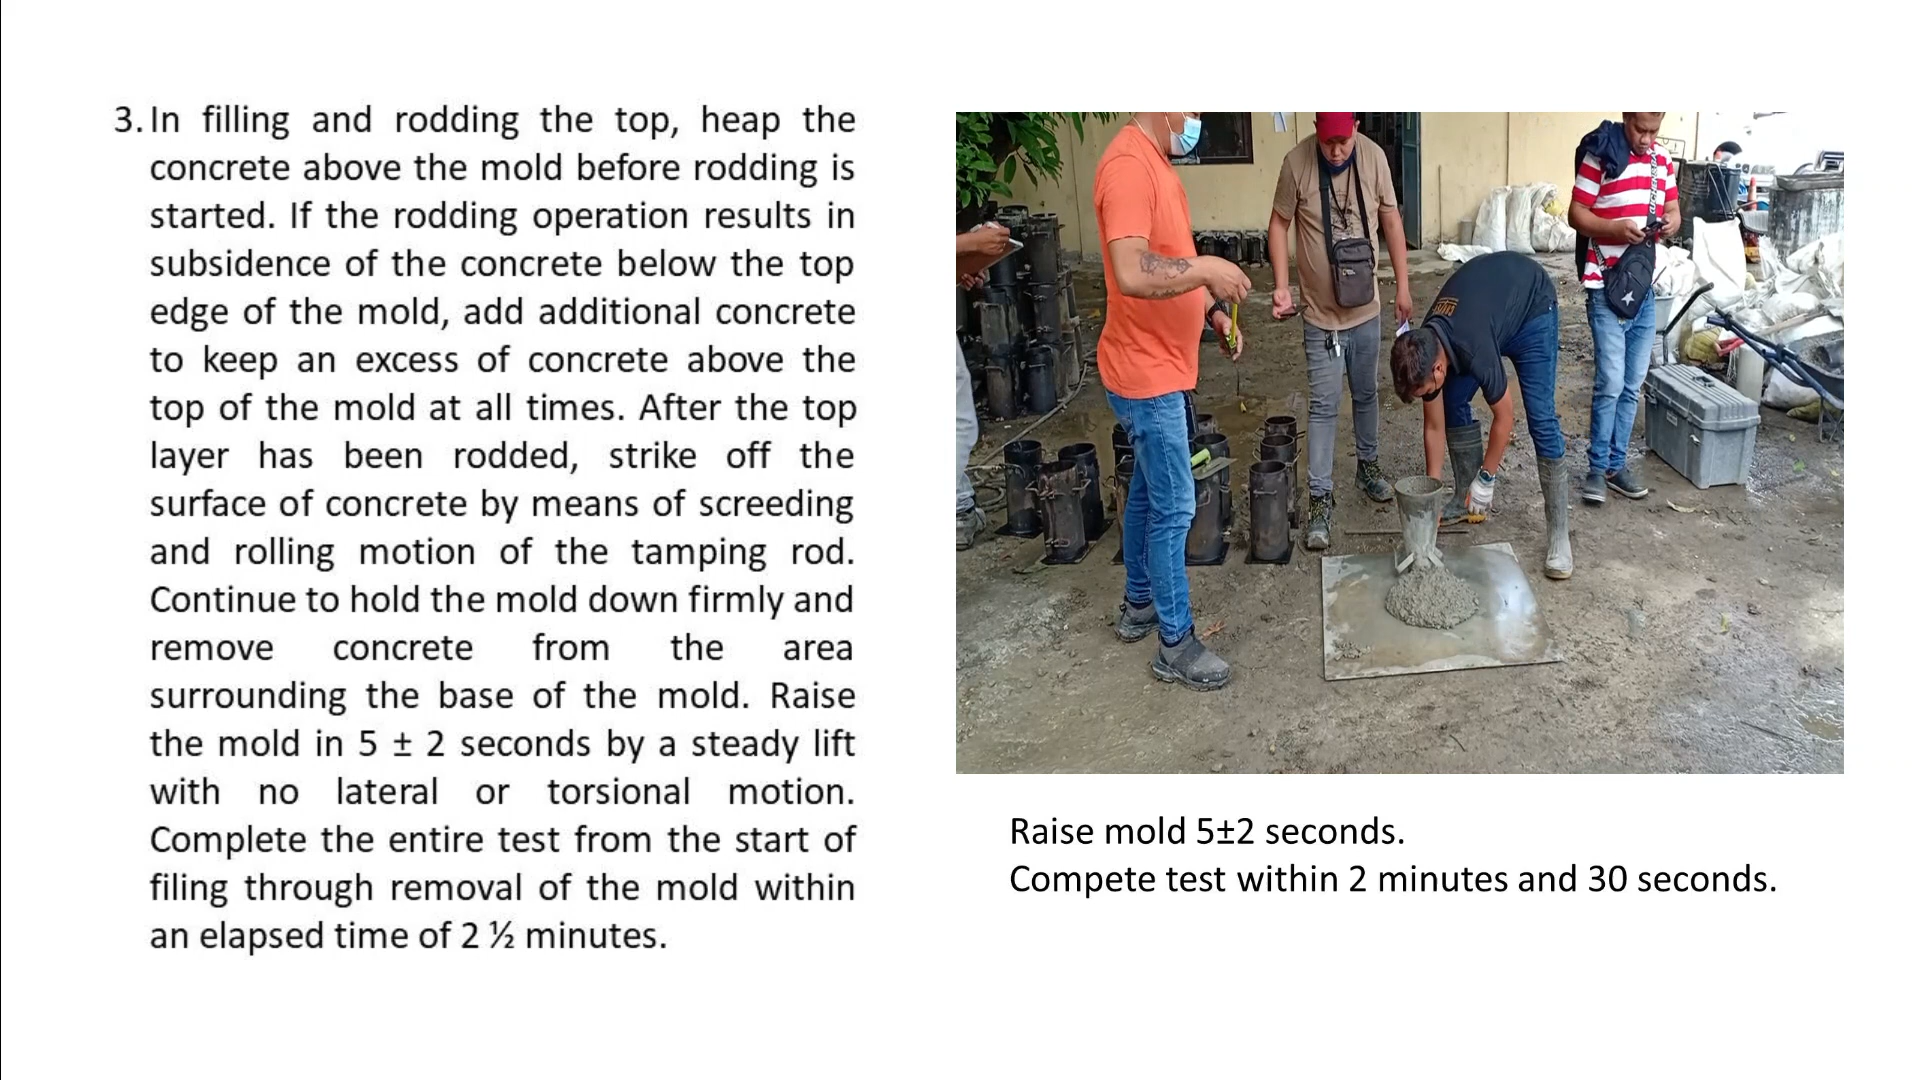 3. In filling and rodding the top, heap the
concrete above the mold before rodding is
started. If the rodding operation results in
subsidence of the concrete below the top
edge of the mold, add additional concrete
to keep an excess of concrete above the
top of the mold at all times. After the top
layer has been rodded, strike off the
surface of concrete by means of screeding
and rolling motion of the tamping rod.
Continue to hold the mold down firmly and
remove concrete from the area
surrounding the base of the mold. Raise
the mold in 5 ± 2 seconds by a steady lift
with no lateral or torsional motion.
Complete the entire test from the start of
filing through removal of the mold within
an elapsed time of 2 ½ minutes.
Raise mold 5±2 seconds.
Compete test within 2 minutes and 30 seconds.